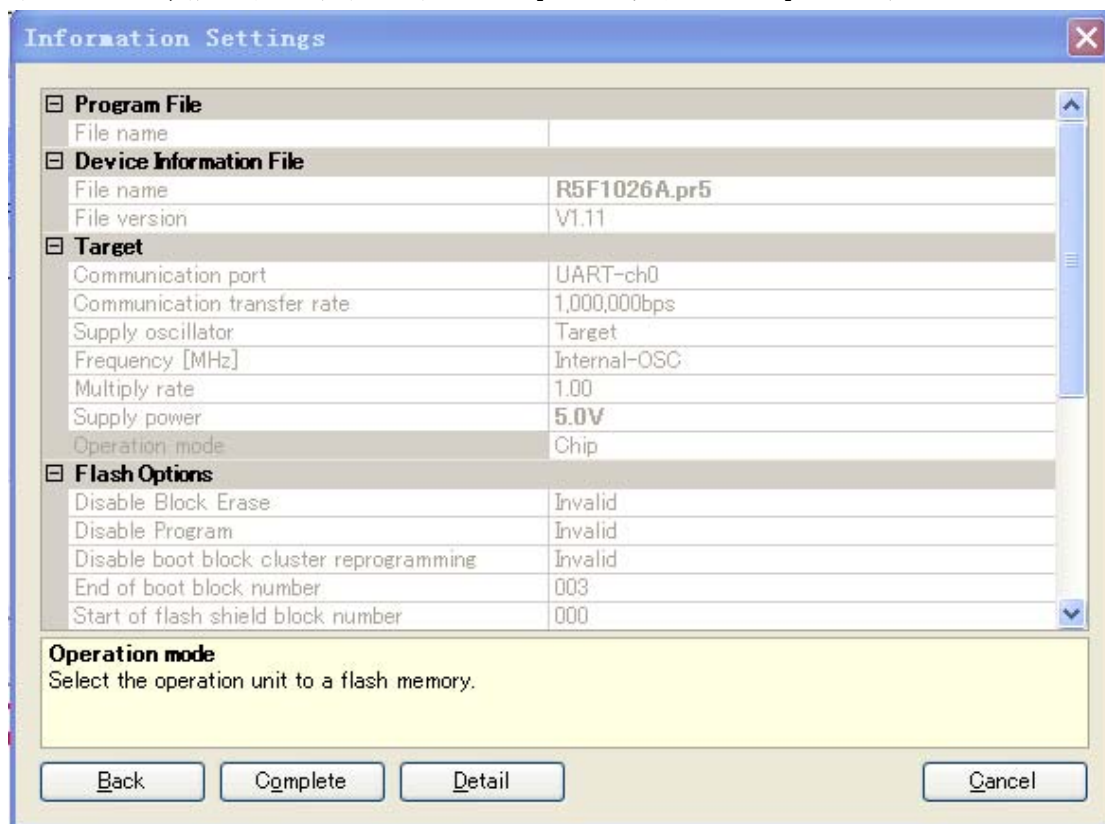 Information Settings
Program File
File name
Device Information File
File name R5F1026A.pr5
File version V1.11
Target
Communication port UART-ch0
Communication transfer rate 1,000,000bps
Supply oscillator Target
Frequency [MHz] Internal-OSC
Multiply rate 1.00
Supply power 5.0V
Operation mode Chip
Flash Options
Disable Block Erase Invalid
Disable Program Invalid
Disable boot block cluster reprogramming Invalid
End of boot block number 003
Start of flash shield block number 000
Operation mode
Select the operation unit to a flash memory.
Back Complete Detail Cancel